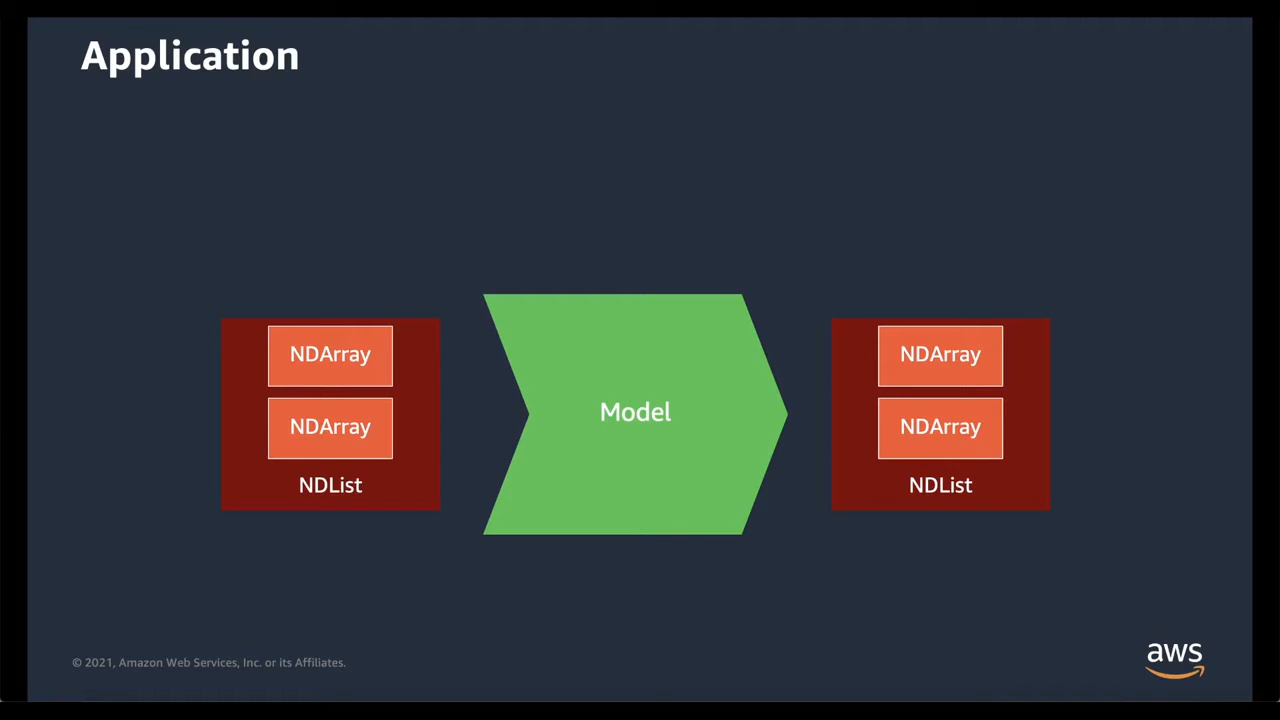 Application
NDArray
NDArray
NDList
Model
NDArray
NDArray
NDList
© 2021, Amazon Web Services, Inc. or its Affiliates.
aws